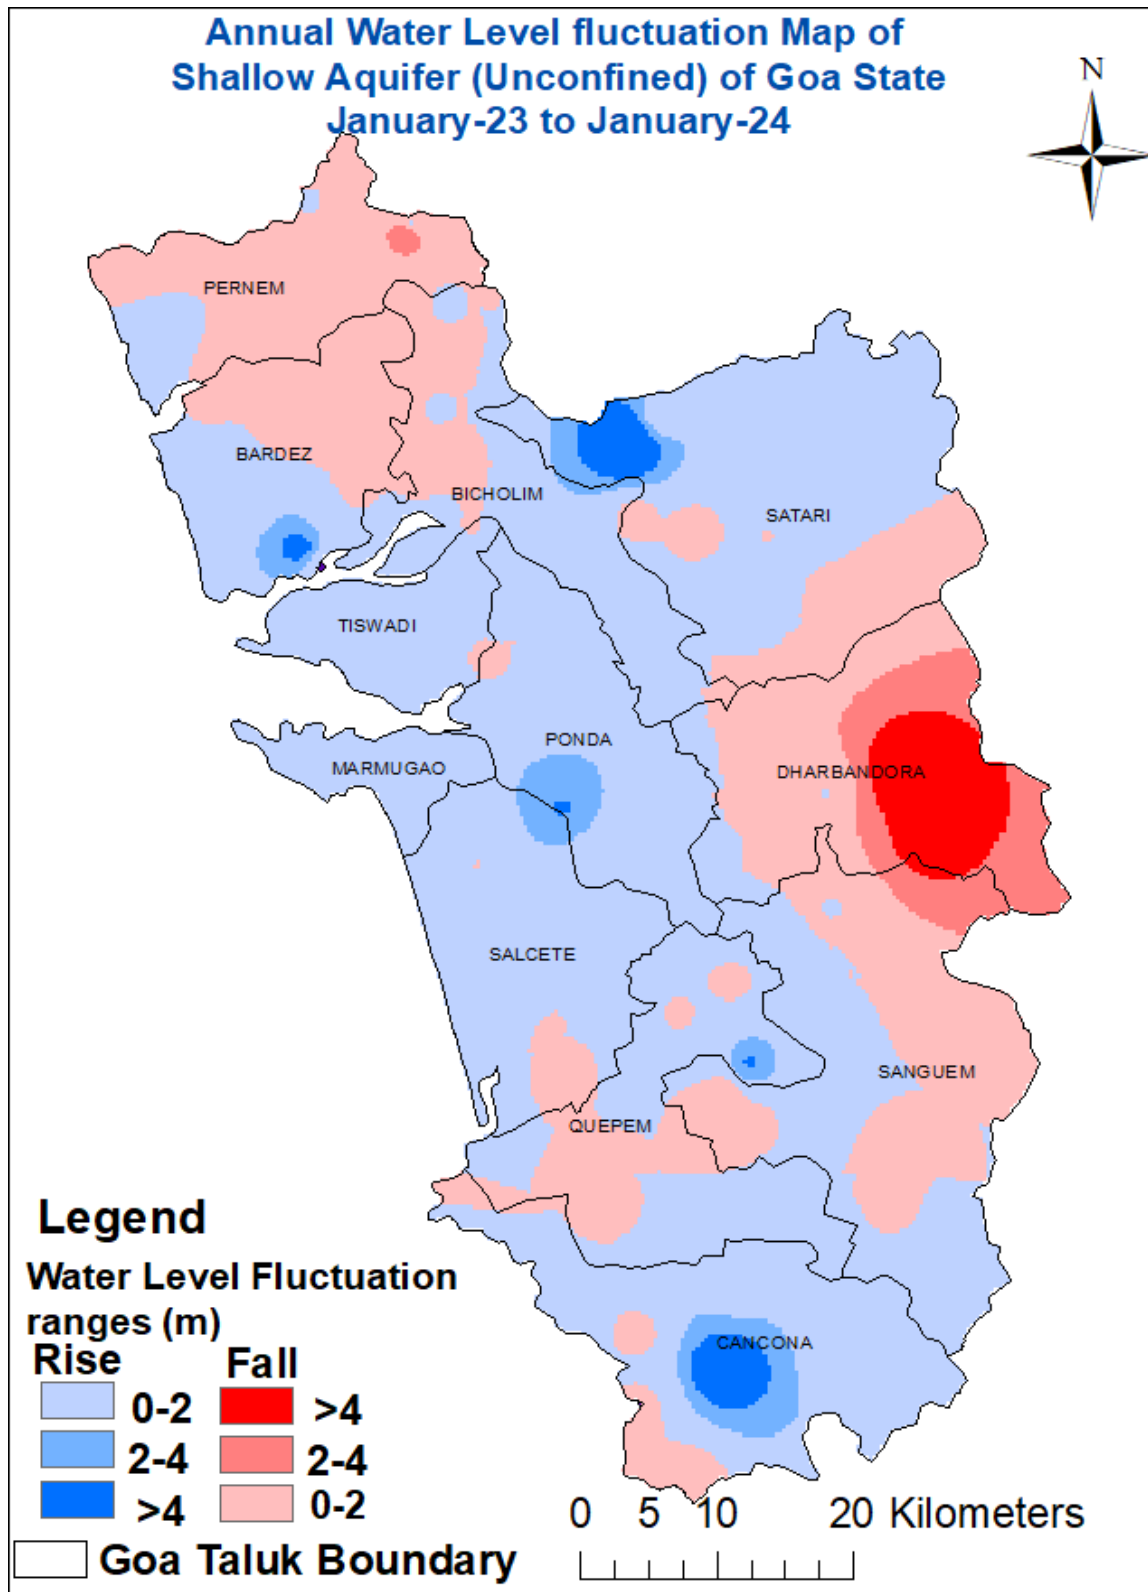 Annual Water Level fluctuation Map of
Shallow Aquifer (Unconfined) of Goa State
January-23 to January-24
N
PERNEM
BARDEZ
BICHOLIM
SATARI
TISWADI
PONDA
MARMUGAO
DHARBANDORA
SALCETE
SANGUEM
QUEPEM
CANCONA
Legend
Water Level Fluctuation
ranges (m)
Rise Fall
0-2 >4
2-4 2-4
>4 0-2
0 5 10 20 Kilometers
Goa Taluk Boundary